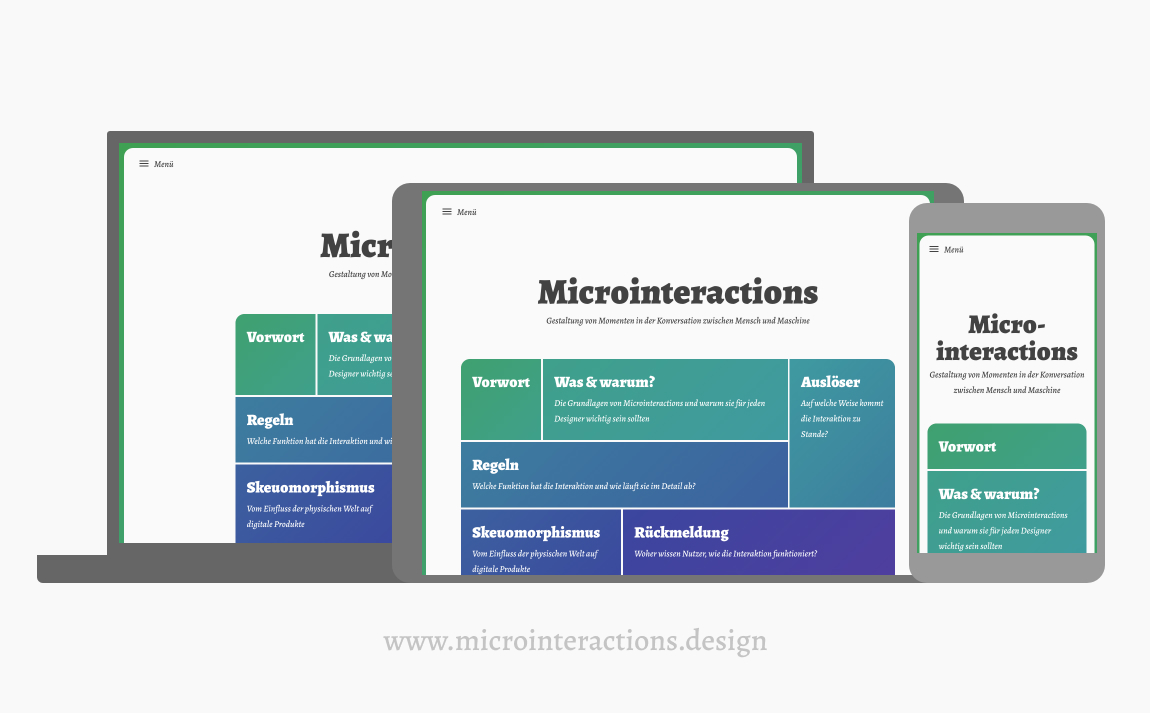 Menü
Micr
Gestaltung von Mo
Vorwort
Was & wa
Die Grundlagen vo
Designer wichtig se
Regeln
Welche Funktion hat die Interaktion und wi
Skeuomorphismus
Vom Einfluss der physischen Welt auf
digitale Produkte
Menü
Microinteractions
Gestaltung von Momenten in der Konversation zwischen Mensch und Maschine
Vorwort
Was & warum?
Die Grundlagen von Microinteractions und warum sie für jeden
Designer wichtig sein sollten
Auslöser
Auf welche Weise kommt
die Interaktion zu
Stande?
Regeln
Welche Funktion hat die Interaktion und wie läuft sie im Detail ab?
Skeuomorphismus
Vom Einfluss der physischen Welt auf
digitale Produkte
Rückmeldung
Woher wissen Nutzer, wie die Interaktion funktioniert?
Menü
Micro-
interactions
Gestaltung von Momenten in der Konversation
zwischen Mensch und Maschine
Vorwort
Was & warum?
Die Grundlagen von Microinteractions
und warum sie für jeden Designer
wichtig sein sollten
www.microinteractions.design